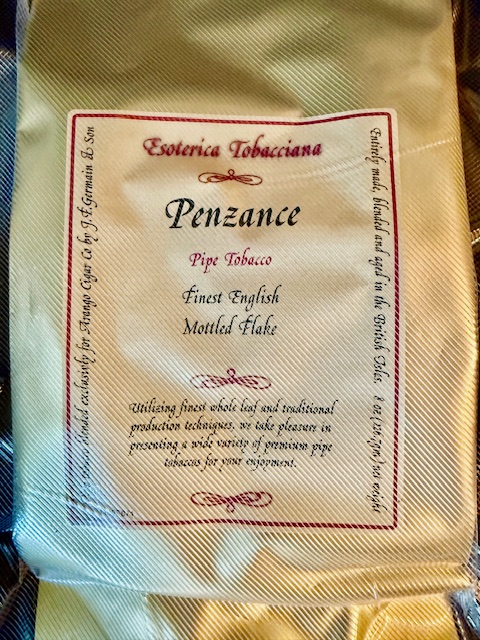 Esoterica Tobacciana
Penzance
Pipe Tobacco
Finest English
Mottled Flake
Utilizing finest whole leaf and traditional
production techniques, we take pleasure in
presenting a wide variety of premium pipe
tobaccos for your enjoyment.
Tobacco blended exclusively for Arango Cigar Co by J.F.Germain & Son
Entirely made, blended and aged in the British Isles. 8 oz (226.7gm) net weight